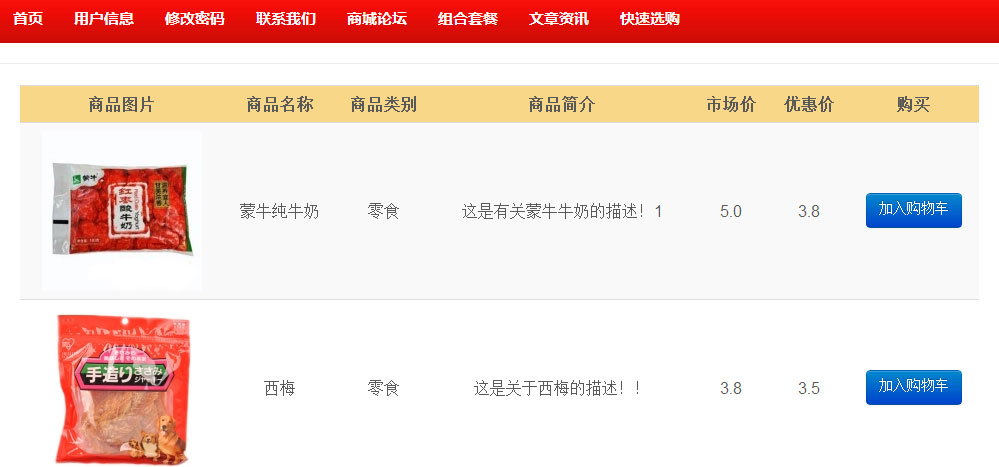 首页 用户信息 修改密码 联系我们 商城论坛 组合套餐 文章资讯 快速选购
商品图片 商品名称 商品类别 商品简介 市场价 优惠价 购买
蒙牛
红枣
酸牛
奶
蒙牛纯牛奶 零食 这是有关蒙牛牛奶的描述！1 5.0 3.8 加入购物车
手造り
ささみ
ジャーキー
西梅 零食 这是关于西梅的描述！！ 3.8 3.5 加入购物车